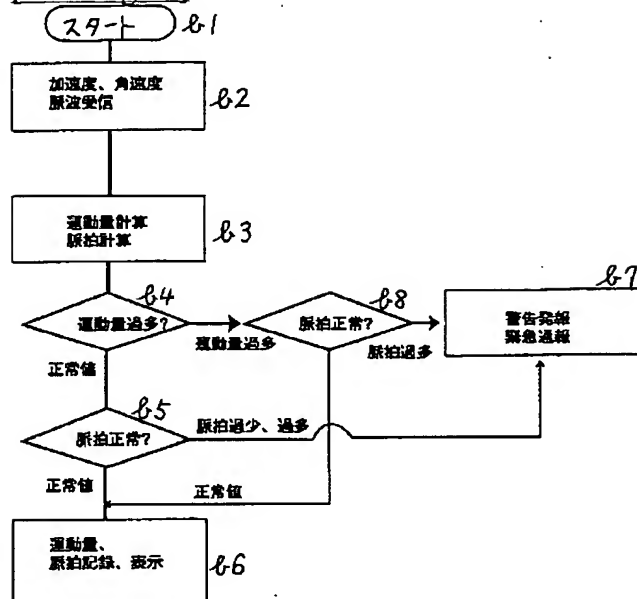 スタート b1
加速度、角速度
脈波受信 b2
運動量計算
脈拍計算 b3
運動量過多? b4
運動量過多
脈拍正常? b8
脈拍過多
警告発報
緊急通報 b7
正常値
脈拍正常? b5
脈拍過少、過多
正常値
正常値
運動量、
脈拍記録、表示 b6